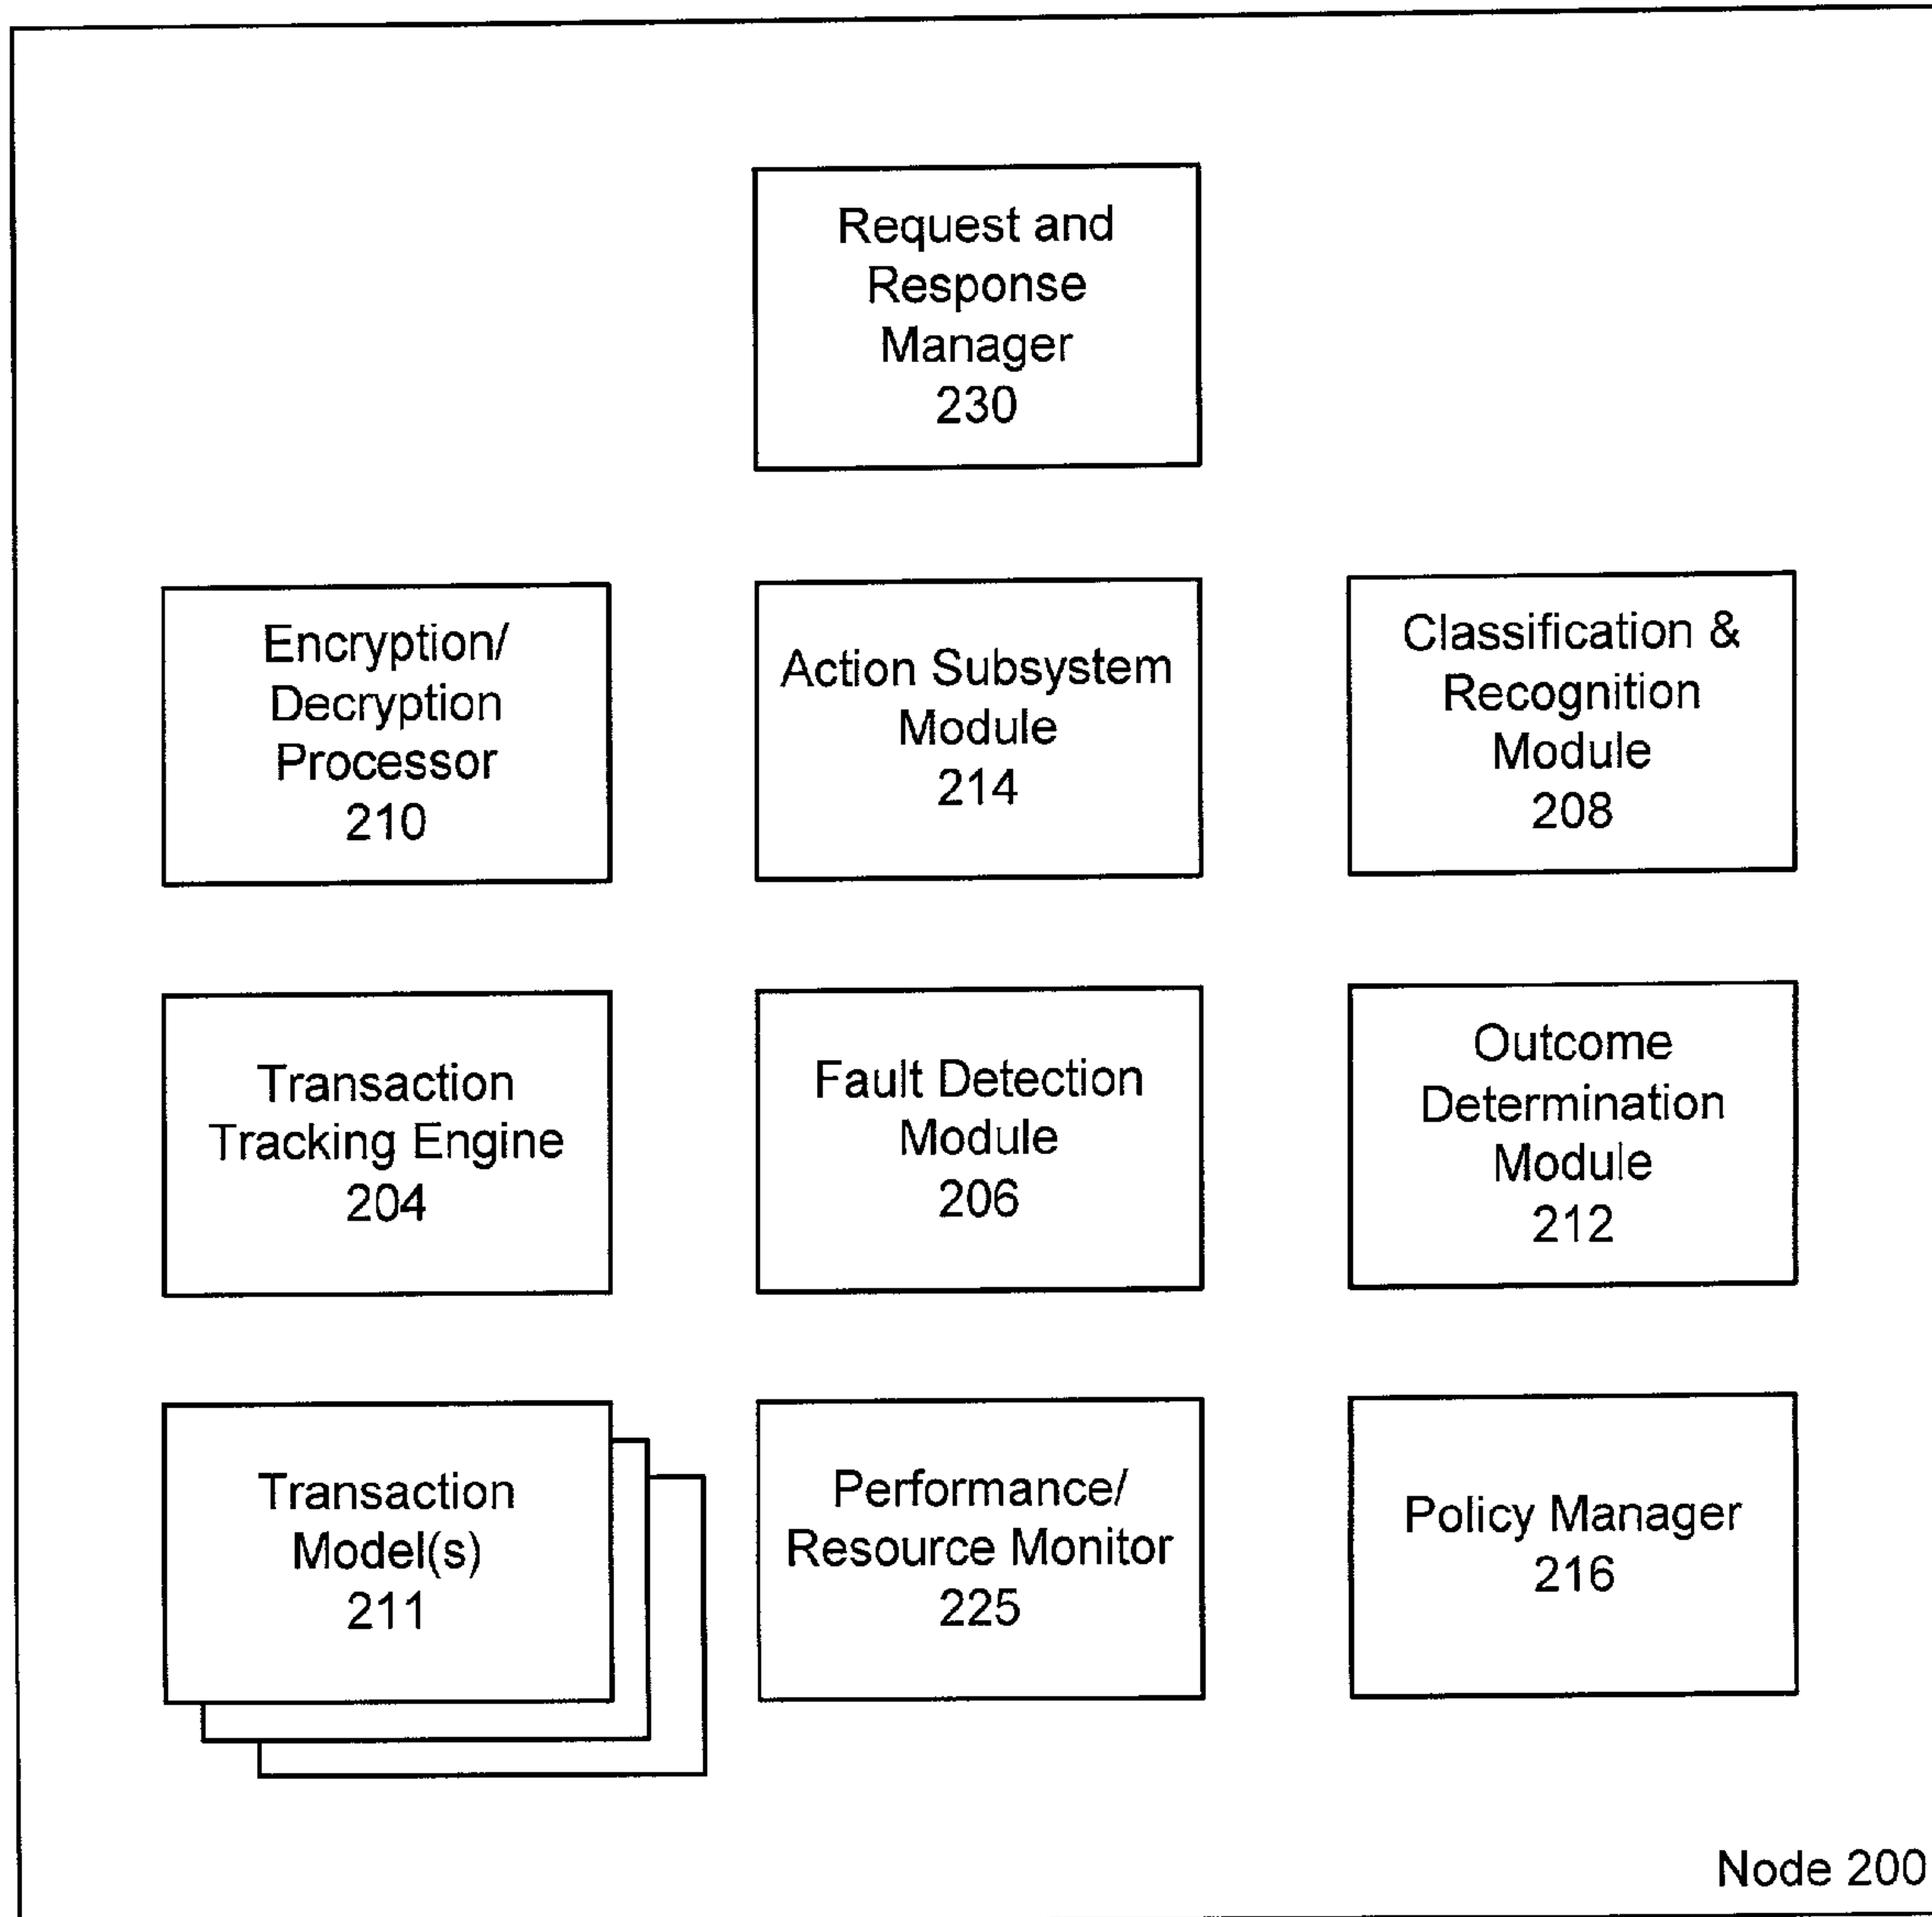 Request and
Response
Manager
230
Encryption/
Decryption
Processor
210
Action Subsystem
Module
214
Classification &
Recognition
Module
208
Transaction
Tracking Engine
204
Fault Detection
Module
206
Outcome
Determination
Module
212
Transaction
Model(s)
211
Performance/
Resource Monitor
225
Policy Manager
216
Node 200